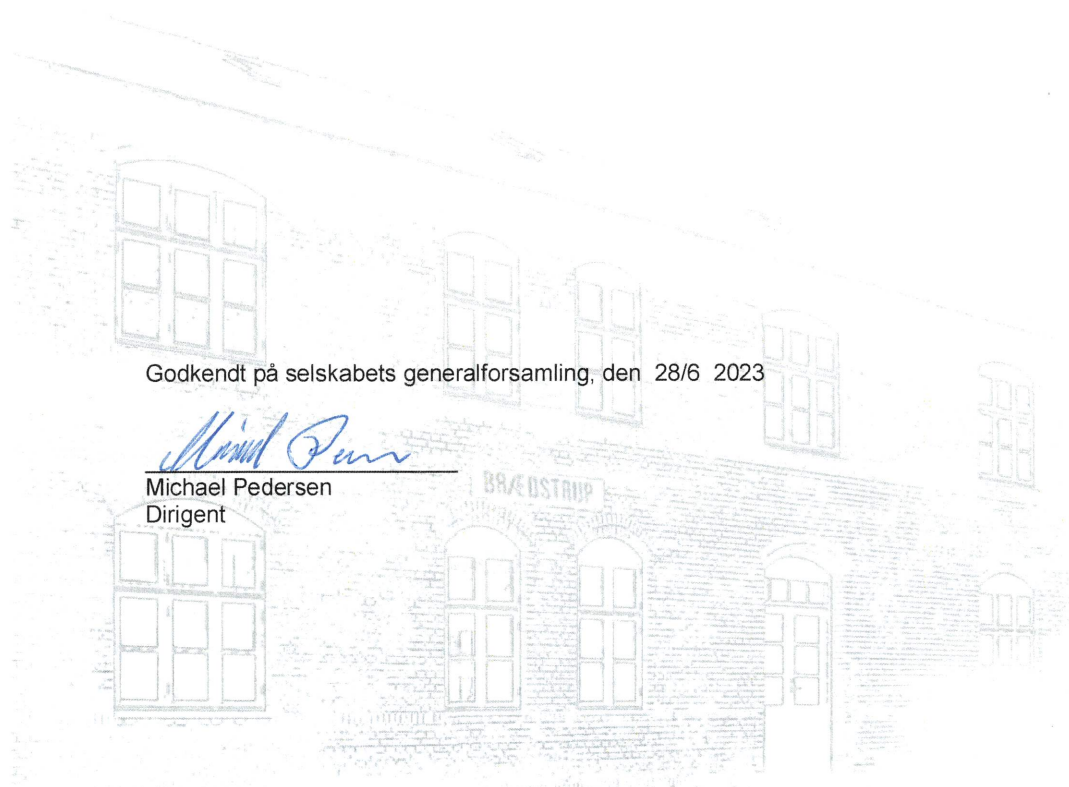 Godkendt på selskabets generalforsamling, den 28/6 2023
Michael Pedersen
Dirigent
BRÆDSTRUP